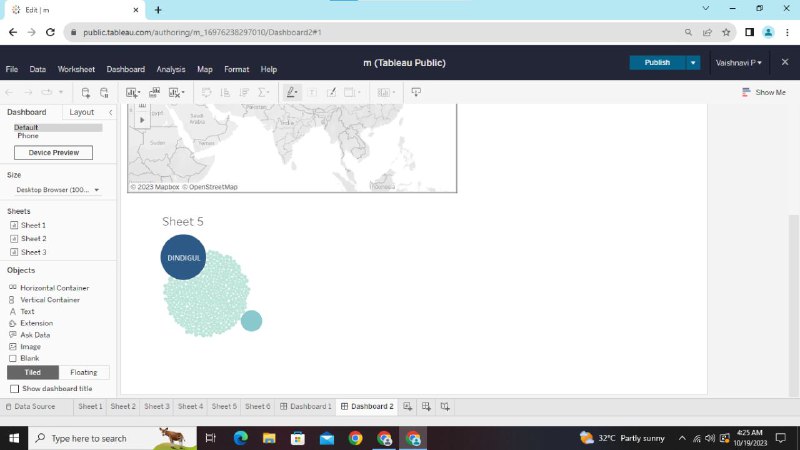 Edit | m
public.tableau.com/authoring/m_16976238297010/Dashboard2#1
File Data Worksheet Dashboard Analysis Map Format Help
m (Tableau Public)
Publish
Vaishnavi P
Show Me
Dashboard Layout
Default
Phone
Device Preview
Size
Desktop Browser (100...
Sheets
Sheet 1
Sheet 2
Sheet 3
Objects
Horizontal Container
Vertical Container
Text
Extension
Ask Data
Image
Blank
Tiled Floating
Show dashboard title
Pakistan
Egypt
Saudi
Arabia
India
Sudan
Yemen
Indonesia
© 2023 Mapbox © OpenStreetMap
Sheet 5
DINDIGUL
Data Source Sheet 1 Sheet 2 Sheet 3 Sheet 4 Sheet 5 Sheet 6 Dashboard 1 Dashboard 2
Type here to search
32°C Partly sunny
4:25 AM
10/19/2023